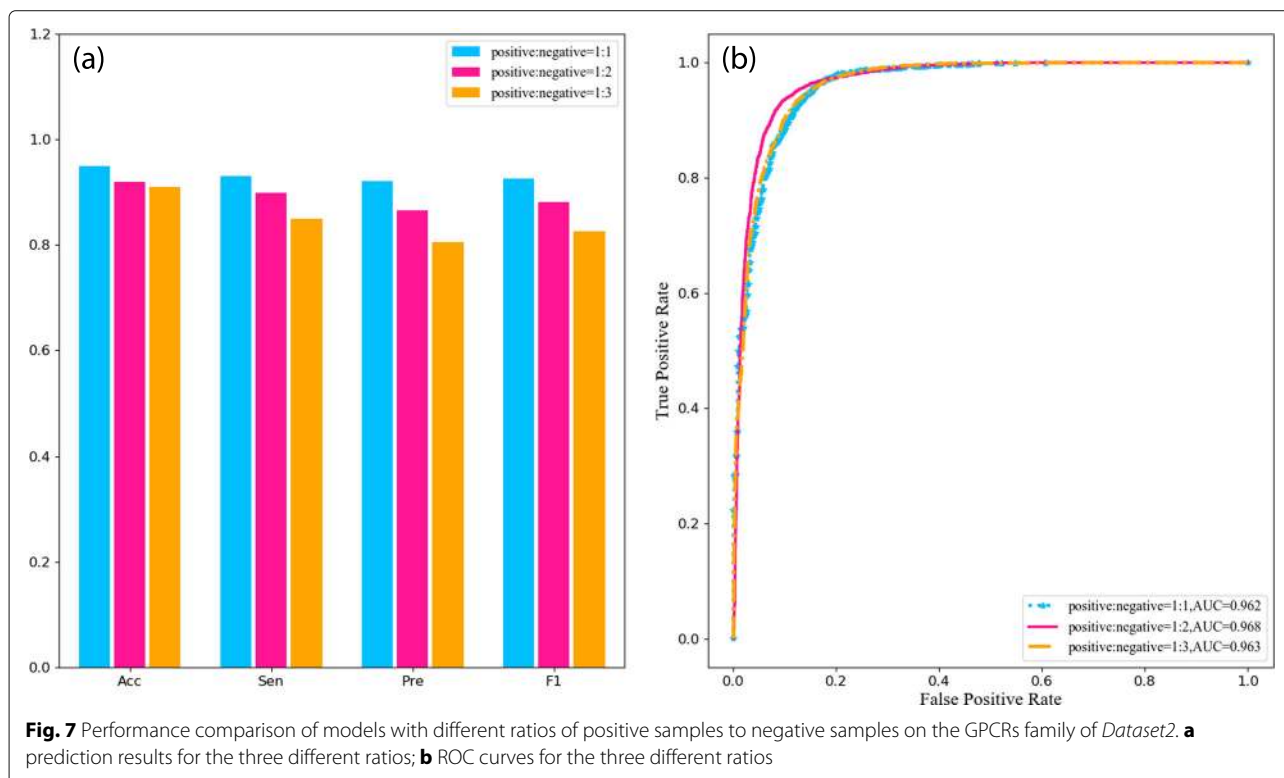 (a)
positive:negative=1:1
positive:negative=1:2
positive:negative=1:3
1.2
1.0
0.8
0.6
0.4
0.2
0.0
Acc Sen Pre F1
(b)
1.0
0.8
0.6
0.4
0.2
0.0
True Positive Rate
positive:negative=1:1,AUC=0.962
positive:negative=1:2,AUC=0.968
positive:negative=1:3,AUC=0.963
0.0 0.2 0.4 0.6 0.8 1.0
False Positive Rate
Fig. 7 Performance comparison of models with different ratios of positive samples to negative samples on the GPCRs family of Dataset2. a
prediction results for the three different ratios; b ROC curves for the three different ratios